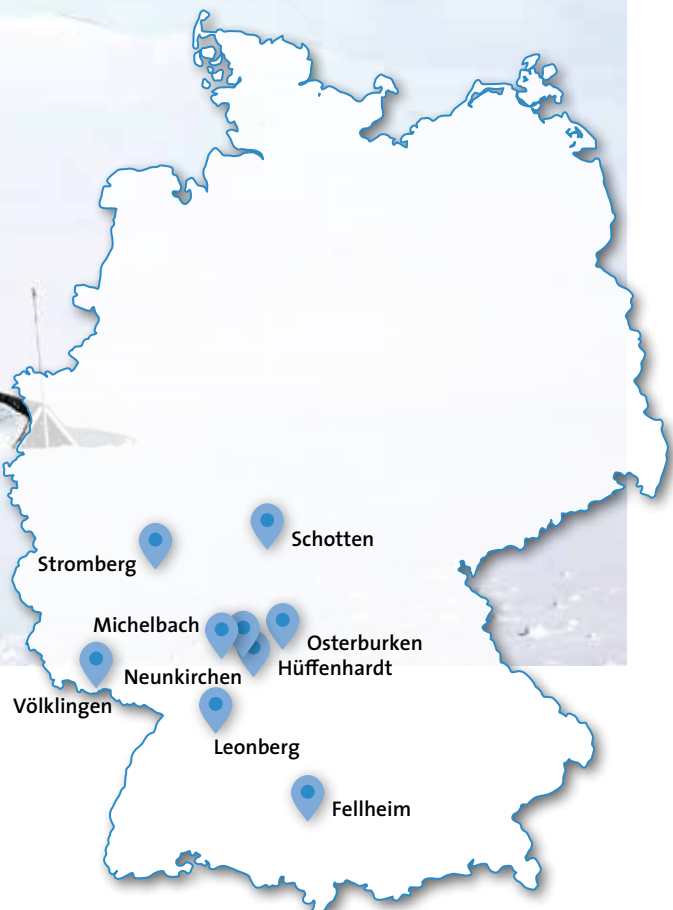 Schotten
Stromberg
Michelbach
Osterburken
Neunkirchen
Hüffenhardt
Völklingen
Leonberg
Fellheim